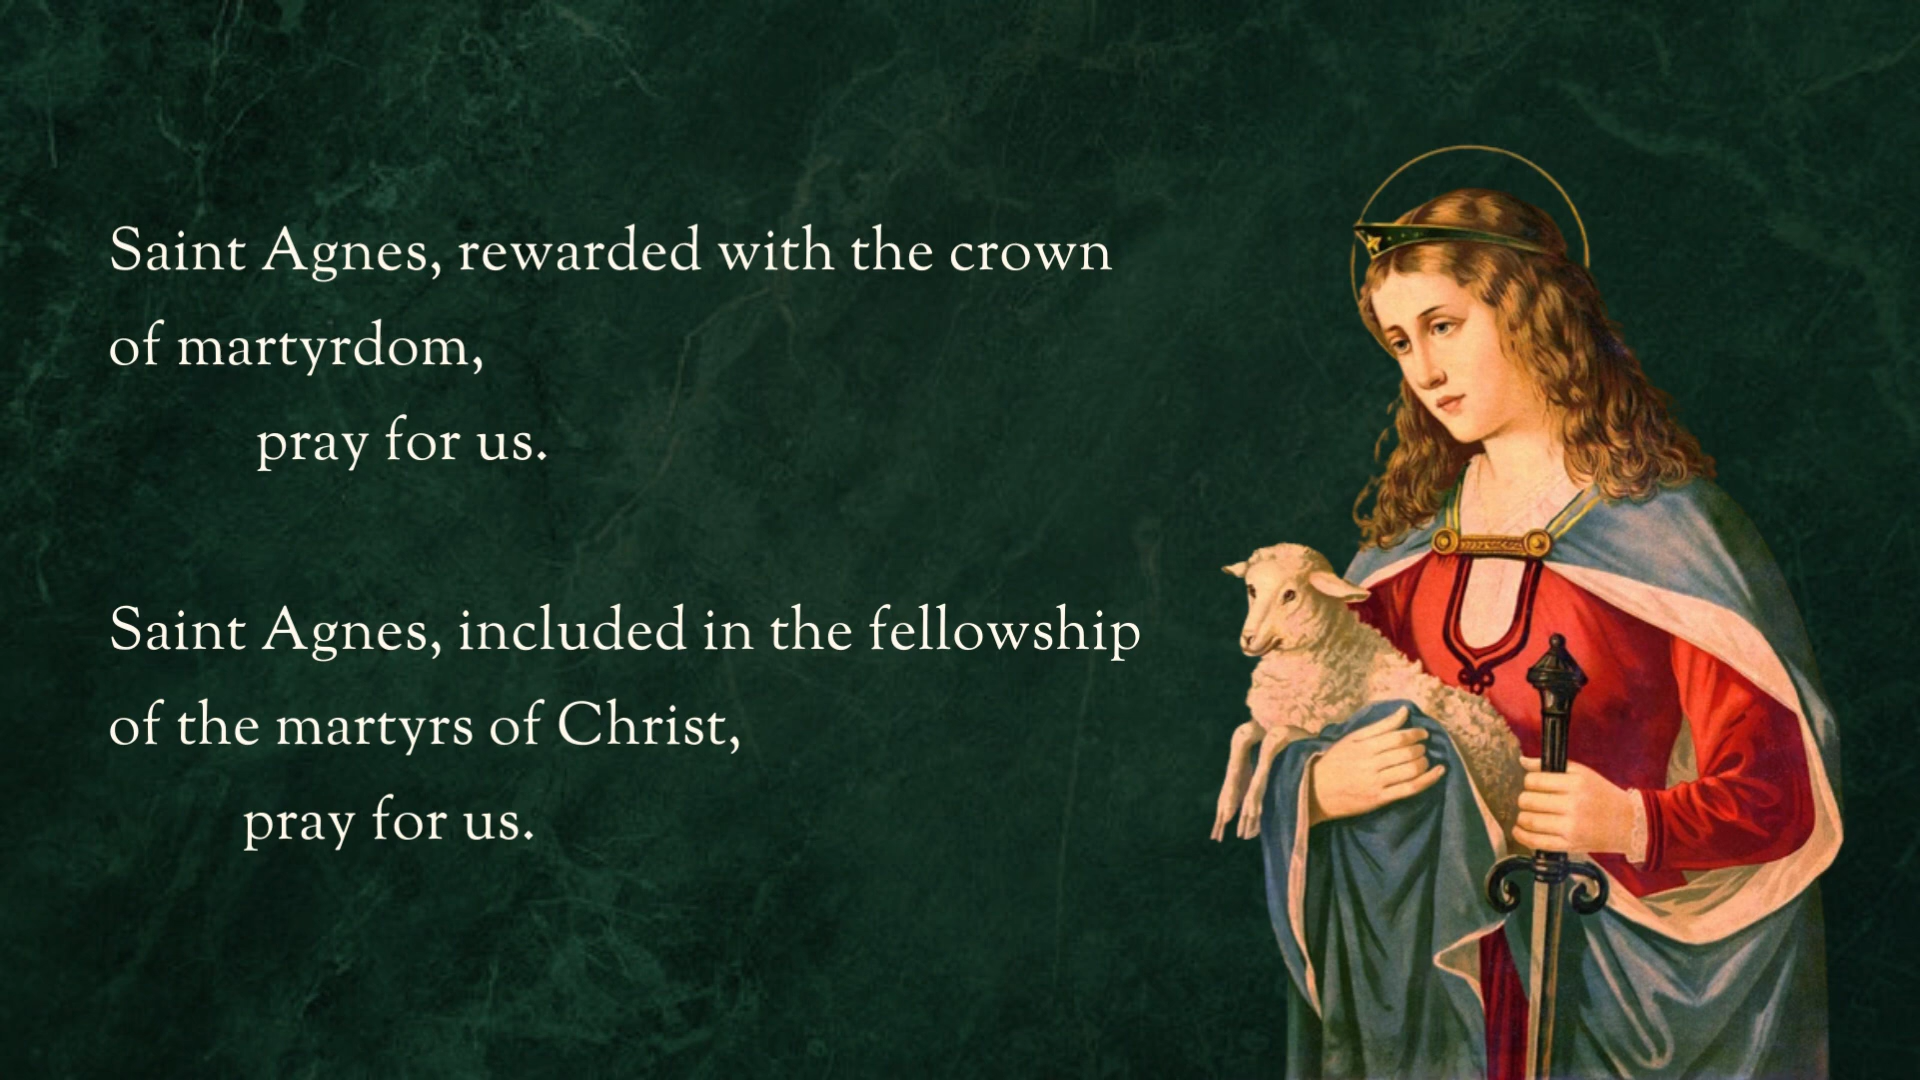 Saint Agnes, rewarded with the crown
of martyrdom,
pray for us.
Saint Agnes, included in the fellowship
of the martyrs of Christ,
pray for us.